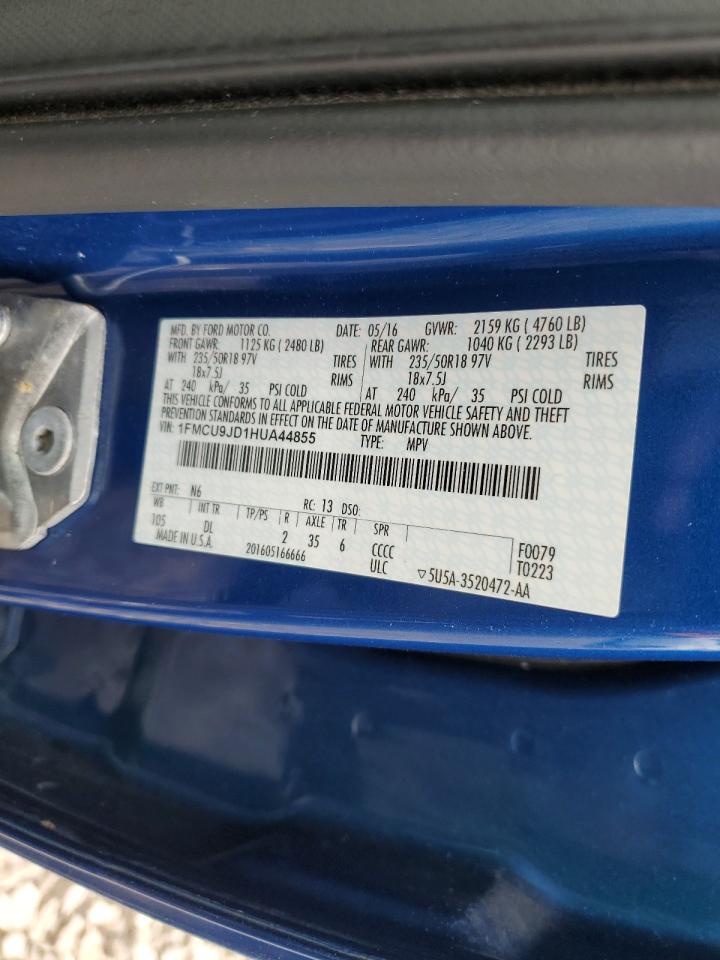 MFD. BY FORD MOTOR CO. DATE: 05/16 GVWR: 2159 KG ( 4760 LB)
FRONT GAWR: 1125 KG ( 2480 LB) REAR GAWR: 1040 KG ( 2293 LB)
WITH 235/50R18 97V TIRES WITH 235/50R18 97V TIRES
18x7.5J RIMS 18x7.5J RIMS
AT 240 kPa/ 35 PSI COLD AT 240 kPa/ 35 PSI COLD
THIS VEHICLE CONFORMS TO ALL APPLICABLE FEDERAL MOTOR VEHICLE SAFETY AND THEFT
PREVENTION STANDARDS IN EFFECT ON THE DATE OF MANUFACTURE SHOWN ABOVE.
VIN: 1FMCU9JD1HUA44855 TYPE: MPV
EXT PNT: N6 RC: 13 DSO:
WB INT TR TP/PS R AXLE TR SPR
105 DL 2 35 6 CCCC F0079
MADE IN U.S.A. 201605166666 ULC ▽5U5A-3520472-AA T0223